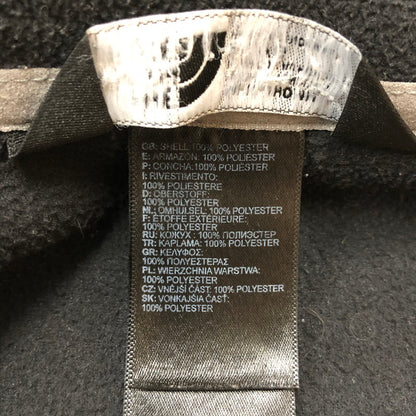 GB: SHELL: 100% POLYESTER
E: ARMAZON: 100% POLYESTER
P: CONCHA:100% POLYESTER
I: RIVESTIMENTO:
100% POLIESTERE
D: OBERSTOFF:
100% POLYESTER
NL: OMHULSEL: 100% POLYESTER
F: ÉTOFFE EXTÉRIEURE:
100% POLYESTER
RU: КОЖУХ : 100% ПОЛИЭСТЕР
TR: KAPLAMA: 100% POLYESTER
GR: ΚΕΛΥΦΟΣ:
100% ΠΟΛΥΕΣΤΕΡΑΣ
PL: WIERZCHNIA WARSTWA:
100% POLYESTER
CZ: VNĚJŠÍ ČÁST: 100% POLYESTER
SK: VONKAJŠIA ČASŤ:
100% POLYESTER